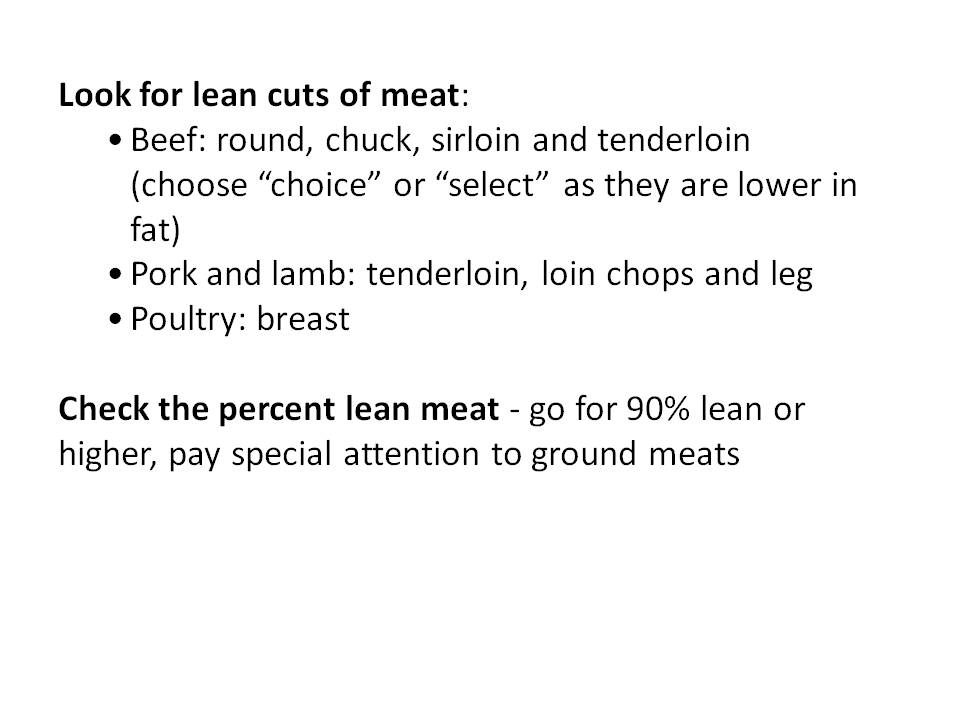 Look for lean cuts of meat:
•Beef: round, chuck, sirloin and tenderloin
(choose “choice” or “select” as they are lower in
fat)
•Pork and lamb: tenderloin, loin chops and leg
•Poultry: breast
Check the percent lean meat - go for 90% lean or
higher, pay special attention to ground meats